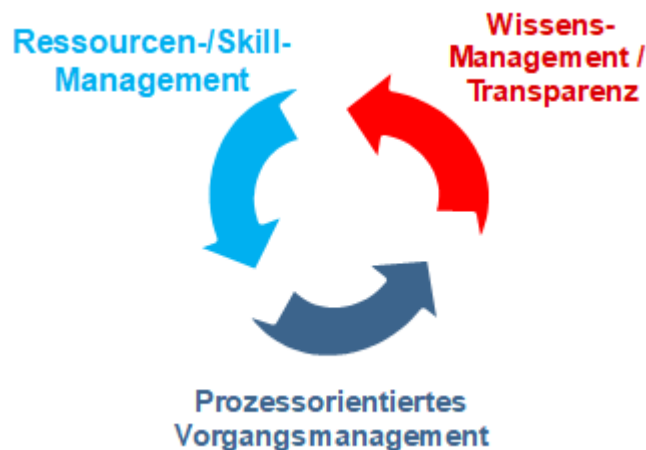 Ressourcen-/Skill-
Management
Wissens-
Management /
Transparenz
Prozessorientiertes
Vorgangsmanagement